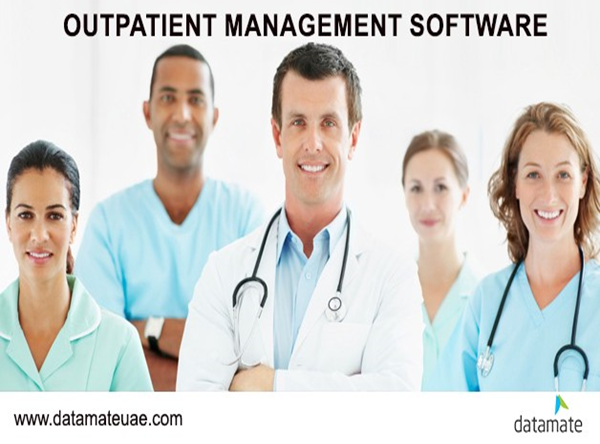 OUTPATIENT MANAGEMENT SOFTWARE
www.datamateuae.com
datamate